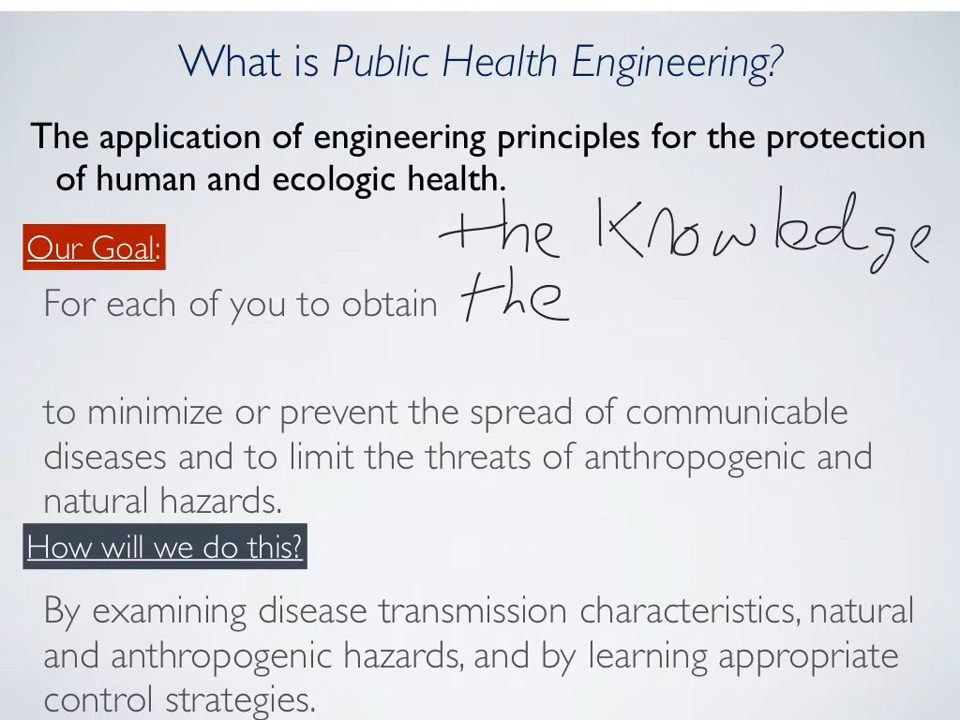 What is Public Health Engineering?
The application of engineering principles for the protection
of human and ecologic health.
the Knowledge
Our Goal:
For each of you to obtain the
to minimize or prevent the spread of communicable
diseases and to limit the threats of anthropogenic and
natural hazards.
How will we do this?
By examining disease transmission characteristics, natural
and anthropogenic hazards, and by learning appropriate
control strategies.